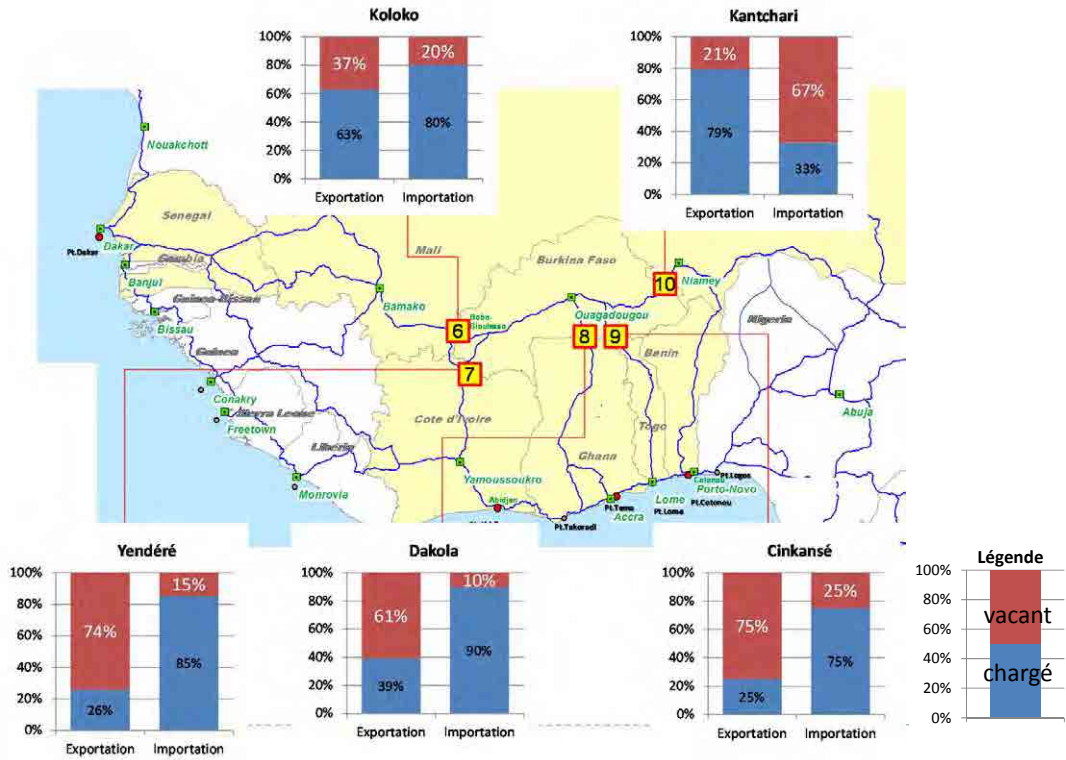 Koloko
100%
80%
60%
40%
20%
0%
37%
20%
63%
80%
Exportation
Importation
Kantchari
100%
80%
60%
40%
20%
0%
21%
67%
79%
33%
Exportation
Importation
Nouakchott
Senegal
Dakar
Pt.Dakar
Gambia
Banjul
Guinea-Bissau
Bissau
Guinea
Conakry
Sierra Leone
Freetown
Liberia
Monrovia
Mali
Bamako
Burkina Faso
Bobo-
Dioulasso
Ouagadougou
Niamey
Nigeria
Benin
Togo
Ghana
Cote d'Ivoire
Yamoussoukro
Abidjan
Abuja
Pt.Lagos
Cotonou
Porto-Novo
Pt.Cotonou
Lome
Pt.Lome
Pt.Tema
Accra
Pt.Takoradi
6
7
8
9
10
Yendéré
100%
80%
60%
40%
20%
0%
74%
15%
26%
85%
Exportation
Importation
Dakola
100%
80%
60%
40%
20%
0%
61%
10%
39%
90%
Exportation
Importation
Cinkansé
100%
80%
60%
40%
20%
0%
75%
25%
25%
75%
Exportation
Importation
Légende
100%
80%
60%
40%
20%
0%
vacant
chargé